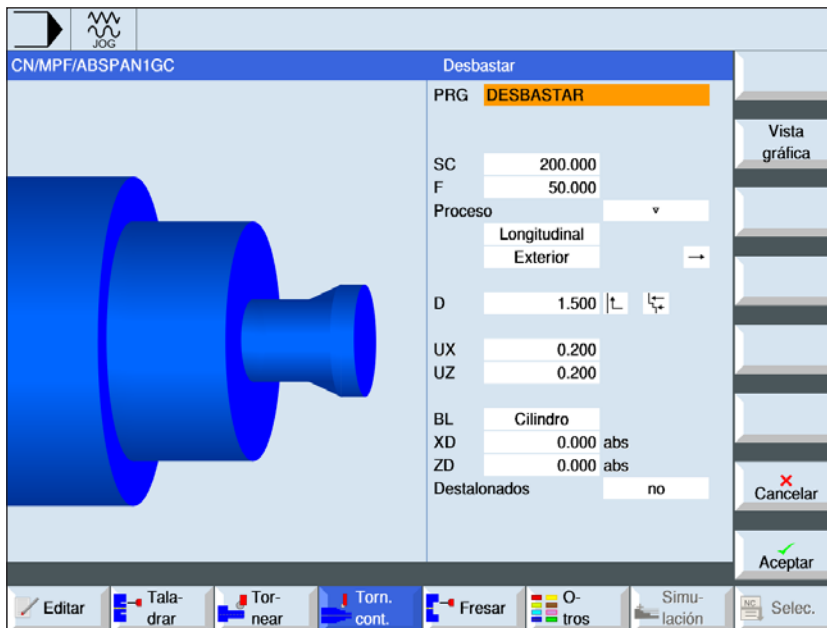 JOG
CN/MPF/ABSPAN1GC
Desbastar
PRG DESBASTAR
SC 200.000
F 50.000
Proceso ▿
Longitudinal
Exterior →
D 1.500
UX 0.200
UZ 0.200
BL Cilindro
XD 0.000 abs
ZD 0.000 abs
Destalonados no
Vista
gráfica
Cancelar
Aceptar
Editar
Tala-
drar
Tor-
near
Torn.
cont.
Fresar
O-
tros
Simu-
lación
NC
Selec.